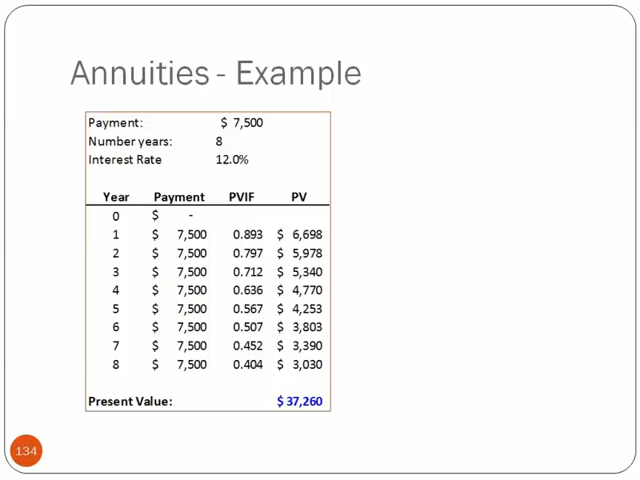 Annuities - Example
Payment: $ 7,500
Number years: 8
Interest Rate 12.0%
Year Payment PVIF PV
0 $ -
1 $ 7,500 0.893 $ 6,698
2 $ 7,500 0.797 $ 5,978
3 $ 7,500 0.712 $ 5,340
4 $ 7,500 0.636 $ 4,770
5 $ 7,500 0.567 $ 4,253
6 $ 7,500 0.507 $ 3,803
7 $ 7,500 0.452 $ 3,390
8 $ 7,500 0.404 $ 3,030
Present Value: $ 37,260
134